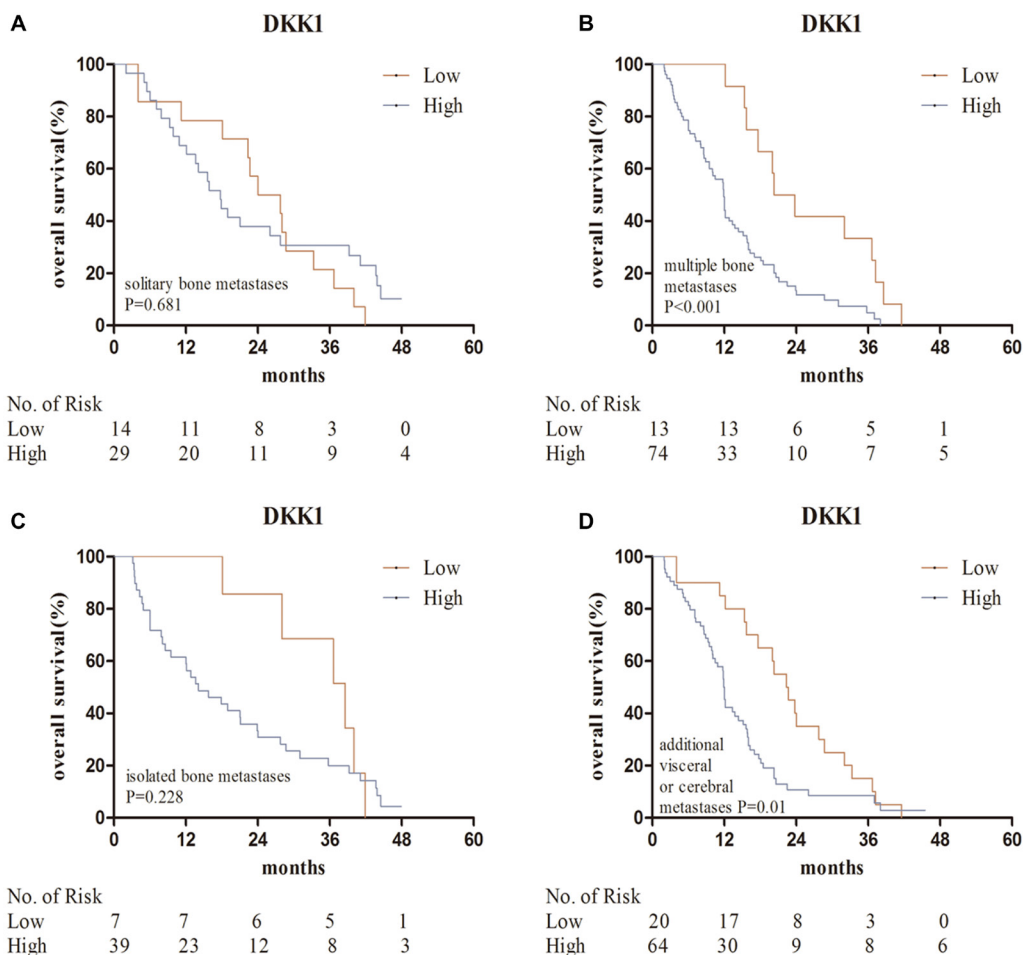 A
DKK1
Low
High
overall survival(%)
100
80
60
40
20
0
solitary bone metastases
P=0.681
0 12 24 36 48 60
months
No. of Risk
Low 14 11 8 3 0
High 29 20 11 9 4
B
DKK1
Low
High
overall survival(%)
100
80
60
40
20
0
multiple bone
metastases
P<0.001
0 12 24 36 48 60
months
No. of Risk
Low 13 13 6 5 1
High 74 33 10 7 5
C
DKK1
Low
High
overall survival(%)
100
80
60
40
20
0
isolated bone metastases
P=0.228
0 12 24 36 48 60
months
No. of Risk
Low 7 7 6 5 1
High 39 23 12 8 3
D
DKK1
Low
High
overall survival(%)
100
80
60
40
20
0
additional
visceral
or cerebral
metastases P=0.01
0 12 24 36 48 60
months
No. of Risk
Low 20 17 8 3 0
High 64 30 9 8 6